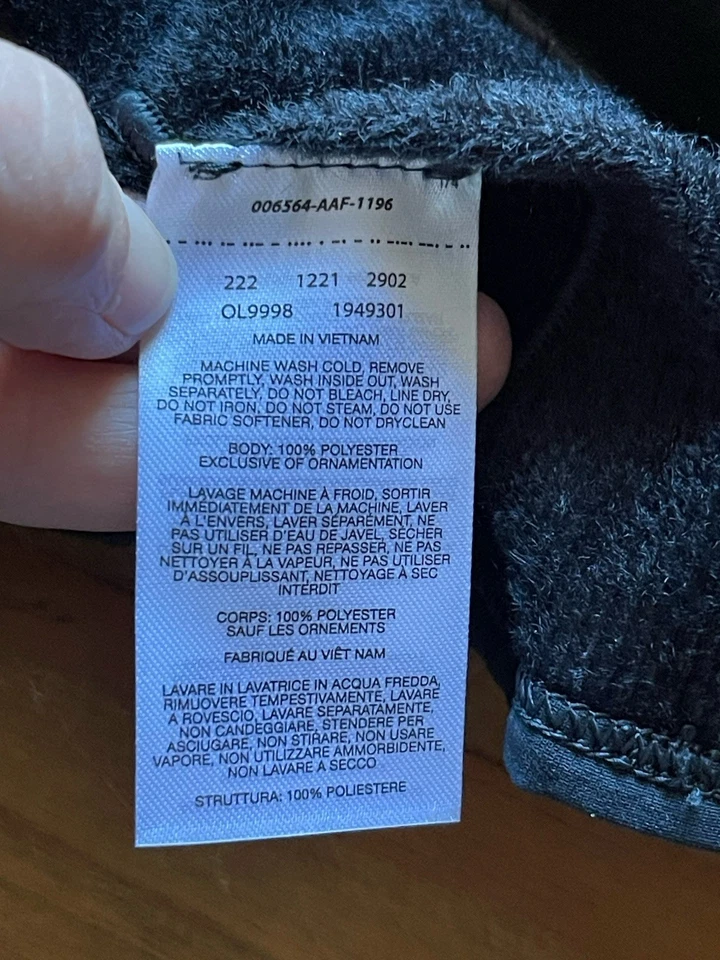 1/4
006564-AAF-1196
222 1221 2902
OL9998 1949301
MADE IN VIETNAM
MACHINE WASH COLD, REMOVE
PROMPTLY, WASH INSIDE OUT, WASH
SEPARATELY, DO NOT BLEACH, LINE DRY,
DO NOT IRON, DO NOT STEAM, DO NOT USE
FABRIC SOFTENER, DO NOT DRYCLEAN
BODY: 100% POLYESTER
EXCLUSIVE OF ORNAMENTATION
LAVAGE MACHINE À FROID, SORTIR
IMMÉDIATEMENT DE LA MACHINE, LAVER
À L'ENVERS, LAVER SÉPARÉMENT, NE
PAS UTILISER D'EAU DE JAVEL, SÉCHER
SUR UN FIL, NE PAS REPASSER, NE PAS
NETTOYER À LA VAPEUR, NE PAS UTILISER
D'ASSOUPLISSANT, NETTOYAGE À SEC
INTERDIT
CORPS: 100% POLYESTER
SAUF LES ORNEMENTS
FABRIQUÉ AU VIÊT NAM
LAVARE IN LAVATRICE IN ACQUA FREDDA,
RIMUOVERE TEMPESTIVAMENTE, LAVARE
A ROVESCIO, LAVARE SEPARATAMENTE,
NON CANDEGGIARE, STENDERE PER
ASCIUGARE, NON STIRARE, NON USARE
VAPORE, NON UTILIZZARE AMMORBIDENTE,
NON LAVARE A SECCO
STRUTTURA: 100% POLIESTERE